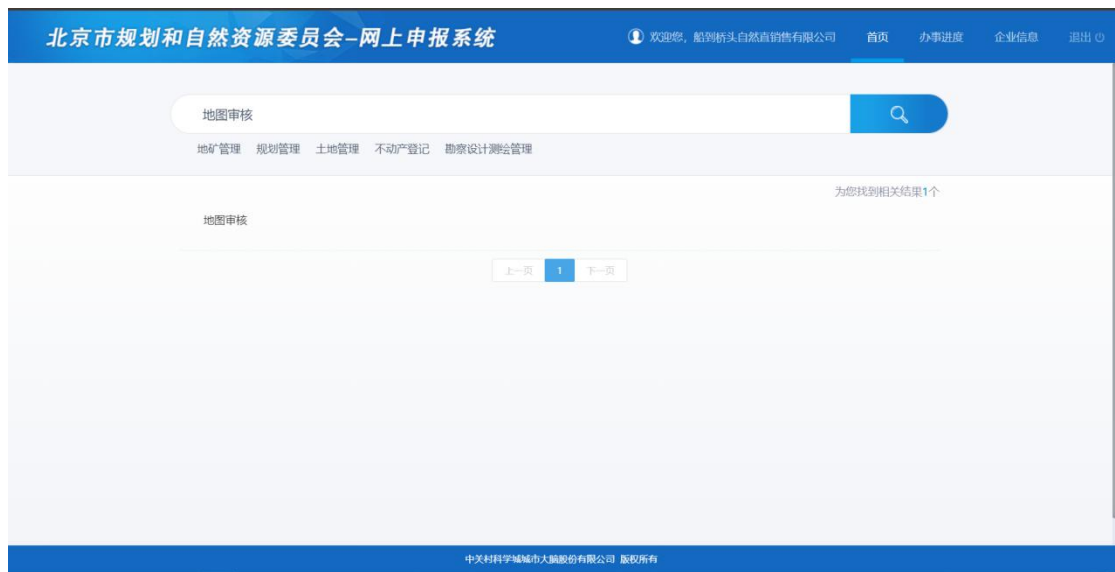 北京市规划和自然资源委员会-网上申报系统
欢迎您，船到桥头自然直销售有限公司 首页 办事进度 企业信息 退出
地图审核
地矿管理 规划管理 土地管理 不动产登记 勘察设计测绘管理
为您找到相关结果1个
地图审核
上一页 1 下一页
中关村科学城城市大脑股份有限公司 版权所有